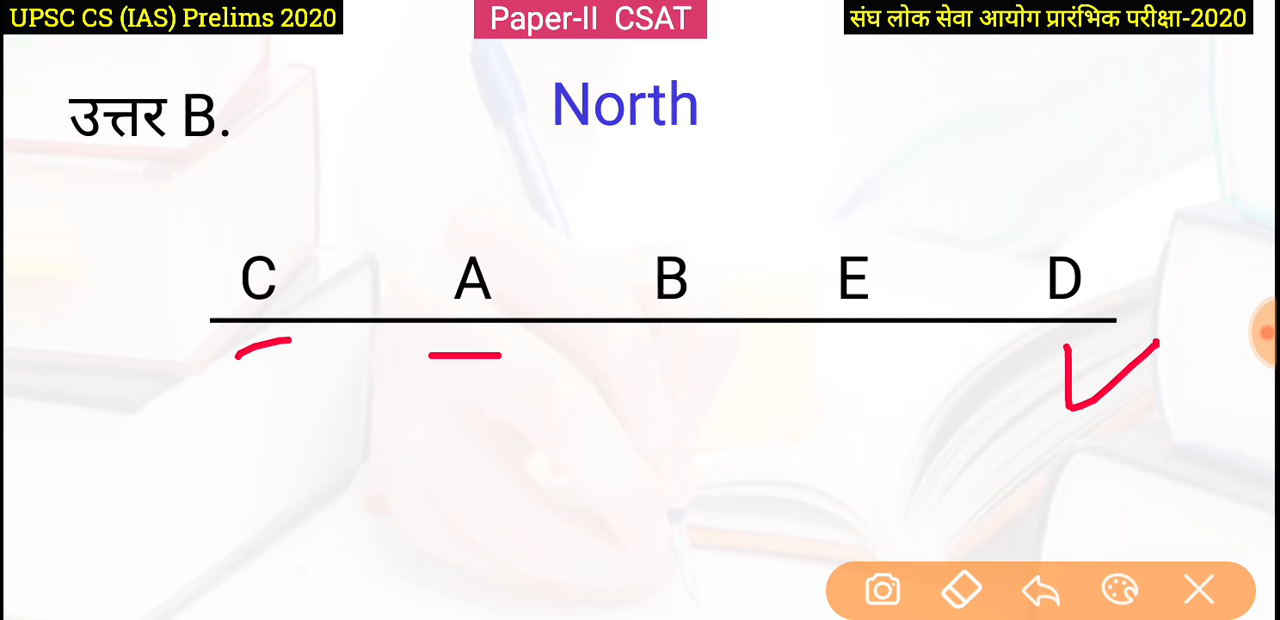 UPSC CS (IAS) Prelims 2020
Paper-II CSAT
संघ लोक सेवा आयोग प्रारंभिक परीक्षा-2020
उत्तर B.
North
C A B E D